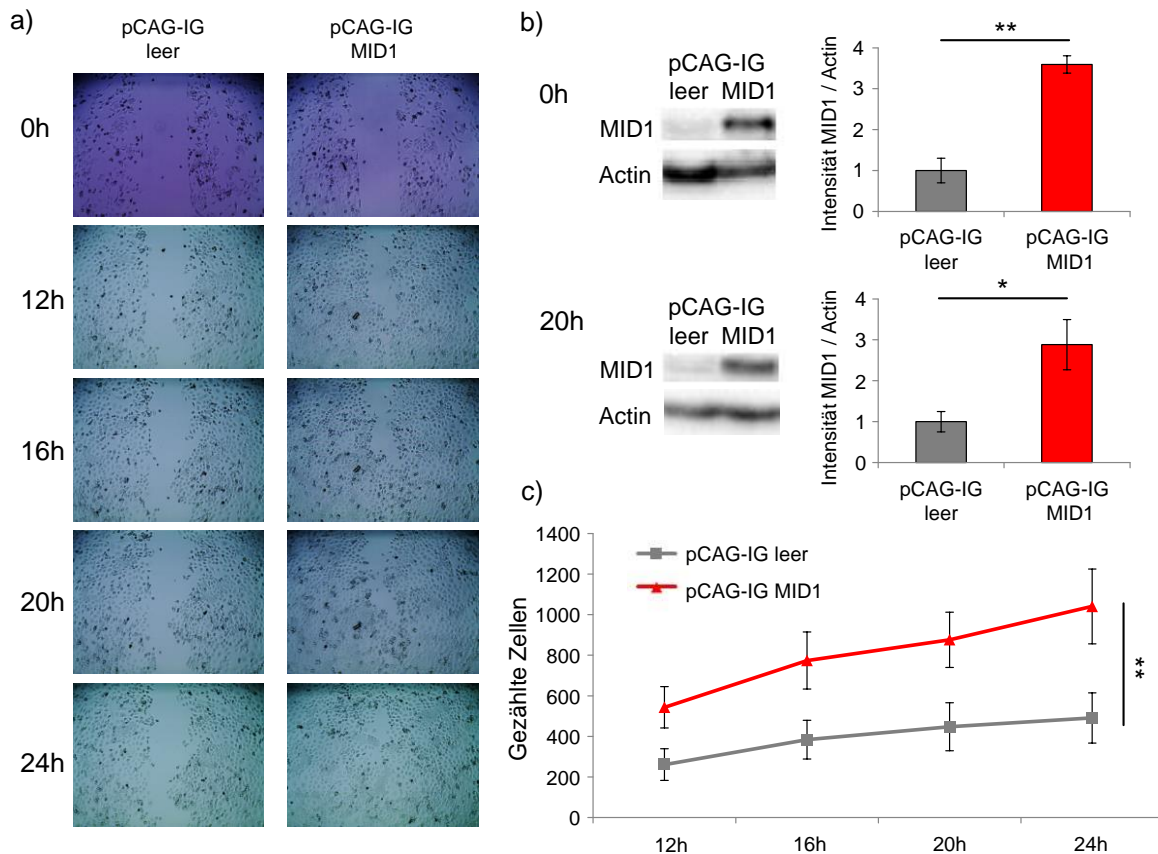 a)
pCAG-IG
leer
pCAG-IG
MID1
0h
12h
16h
20h
24h
b)
0h
pCAG-IG
leer MID1
MID1
Actin
Intensität MID1 / Actin
4
3
2
1
0
**
pCAG-IG
leer
pCAG-IG
MID1
20h
pCAG-IG
leer MID1
MID1
Actin
Intensität MID1 / Actin
4
3
2
1
0
*
pCAG-IG
leer
pCAG-IG
MID1
c)
Gezählte Zellen
1400
1200
1000
800
600
400
200
0
pCAG-IG leer
pCAG-IG MID1
**
12h
16h
20h
24h